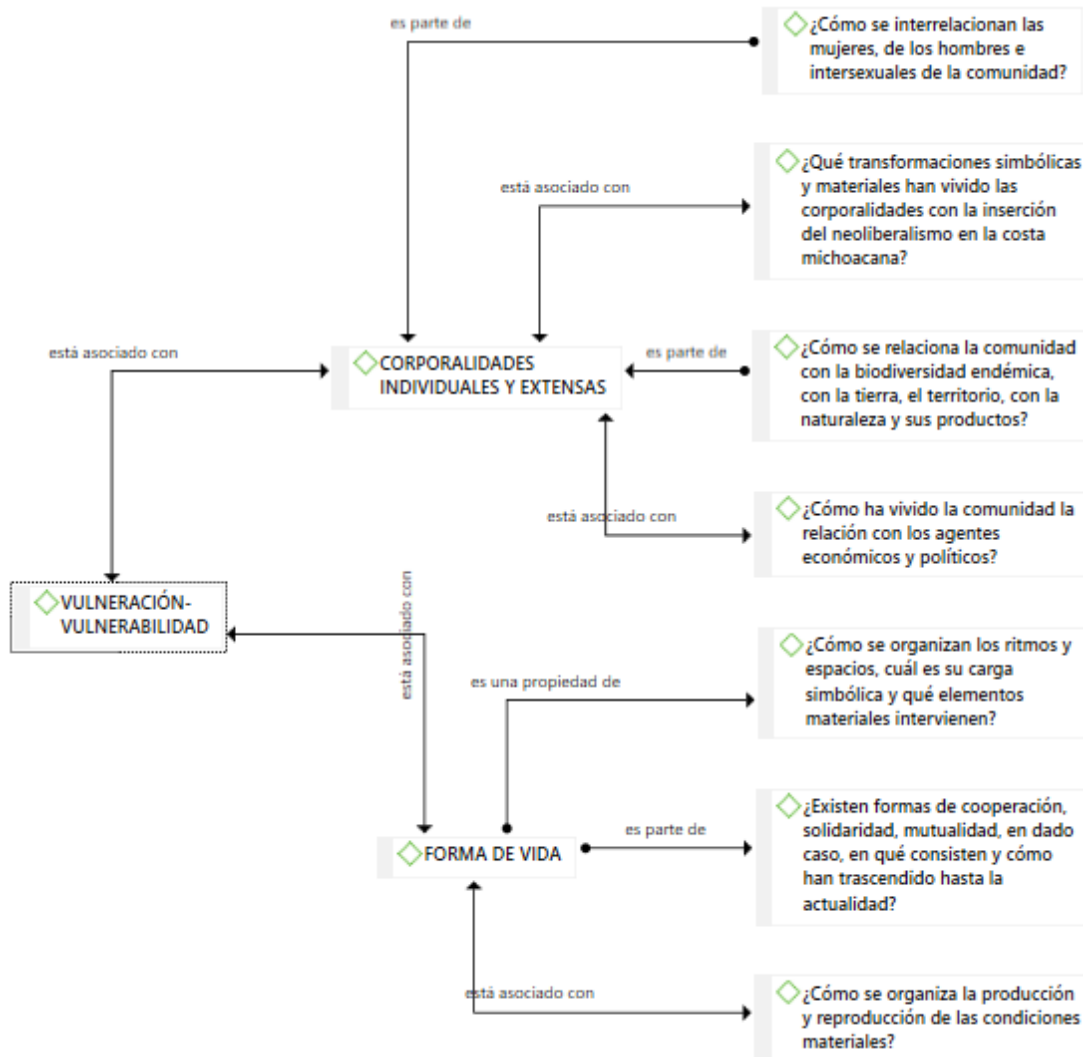 es parte de
¿Cómo se interrelacionan las
mujeres, de los hombres e
intersexuales de la comunidad?
está asociado con
¿Qué transformaciones simbólicas
y materiales han vivido las
corporalidades con la inserción
del neoliberalismo en la costa
michoacana?
está asociado con
CORPORALIDADES
INDIVIDUALES Y EXTENSAS
es parte de
¿Cómo se relaciona la comunidad
con la biodiversidad endémica,
con la tierra, el territorio, con la
naturaleza y sus productos?
está asociado con
¿Cómo ha vivido la comunidad la
relación con los agentes
económicos y políticos?
VULNERACIÓN-
VULNERABILIDAD
está asociado con
es una propiedad de
¿Cómo se organizan los ritmos y
espacios, cuál es su carga
simbólica y qué elementos
materiales intervienen?
FORMA DE VIDA
es parte de
¿Existen formas de cooperación,
solidaridad, mutualidad, en dado
caso, en qué consisten y cómo
han trascendido hasta la
actualidad?
está asociado con
¿Cómo se organiza la producción
y reproducción de las condiciones
materiales?